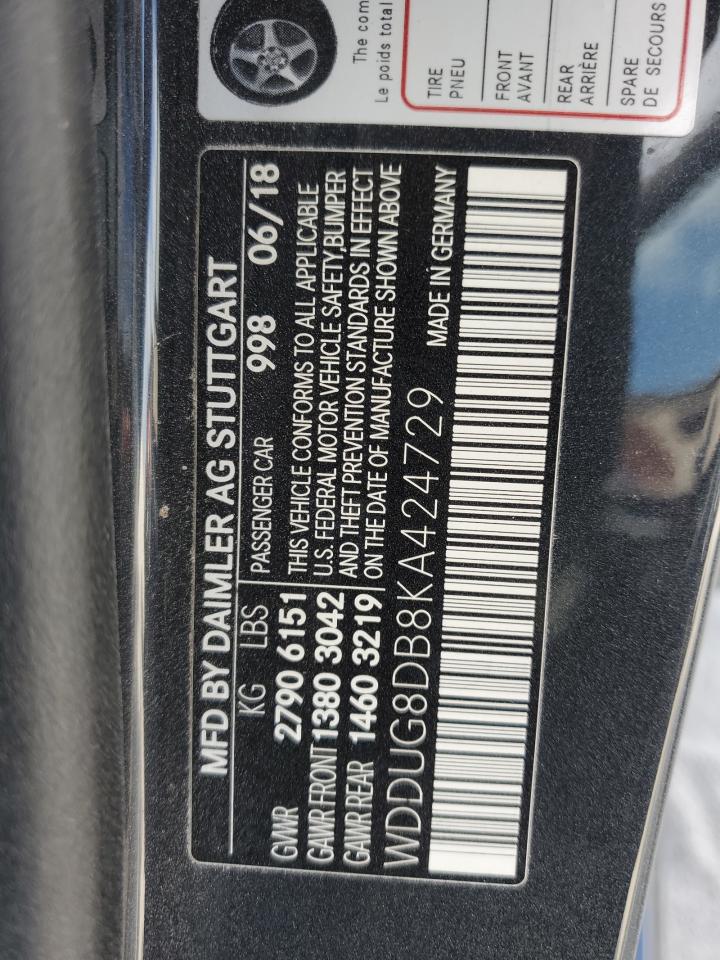 MFD BY DAIMLER AG STUTTGART
KG LBS PASSENGER CAR 998 06/18
GVWR 2790 6151 THIS VEHICLE CONFORMS TO ALL APPLICABLE
GAWR FRONT 1380 3042 U.S. FEDERAL MOTOR VEHICLE SAFETY,BUMPER
GAWR REAR 1460 3219 AND THEFT PREVENTION STANDARDS IN EFFECT
ON THE DATE OF MANUFACTURE SHOWN ABOVE
WDDUG8DB8KA424729 MADE IN GERMANY
The com
Le poids total
TIRE
PNEU
FRONT
AVANT
REAR
ARRIÈRE
SPARE
DE SECOURS